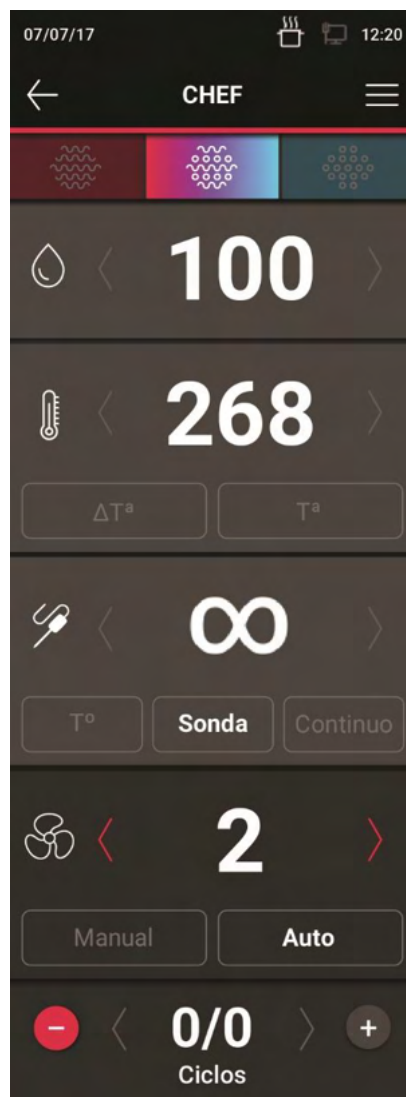 07/07/17 12:20
CHEF
100
268
ΔTª Tª
∞
Tº Sonda Continuo
2
Manual Auto
0/0
Ciclos